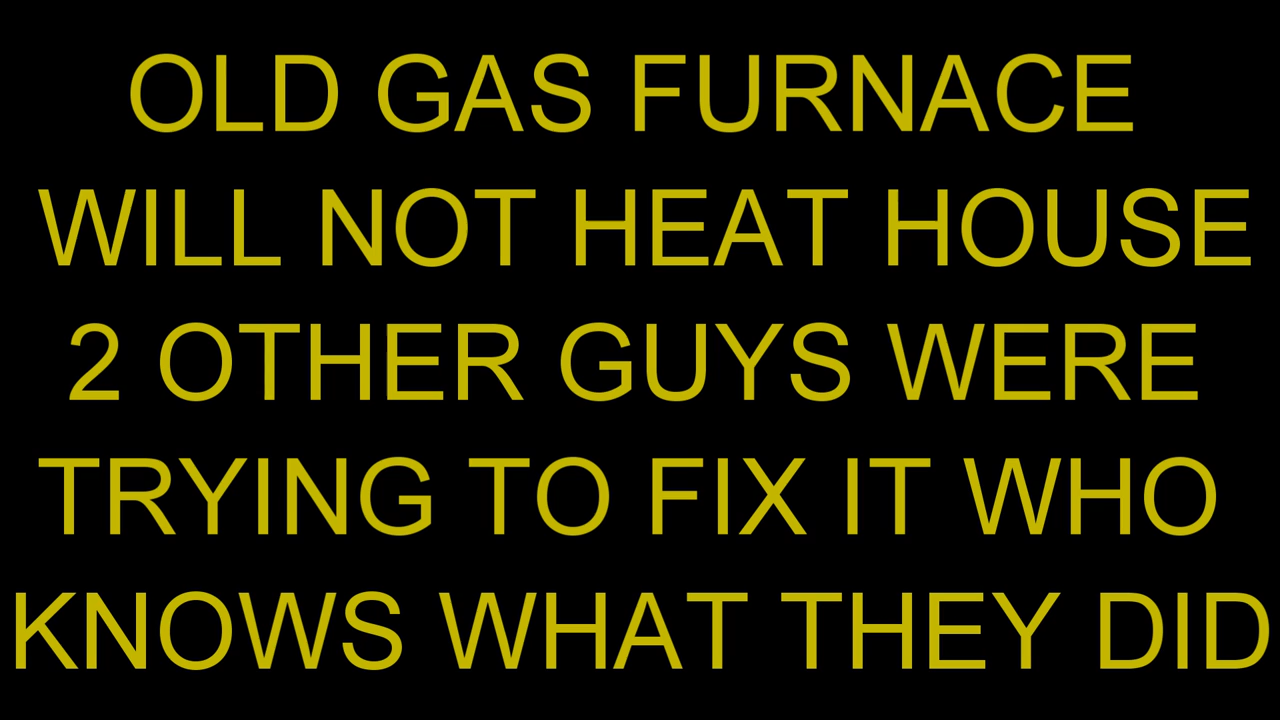 OLD GAS FURNACE
WILL NOT HEAT HOUSE
2 OTHER GUYS WERE
TRYING TO FIX IT WHO
KNOWS WHAT THEY DID